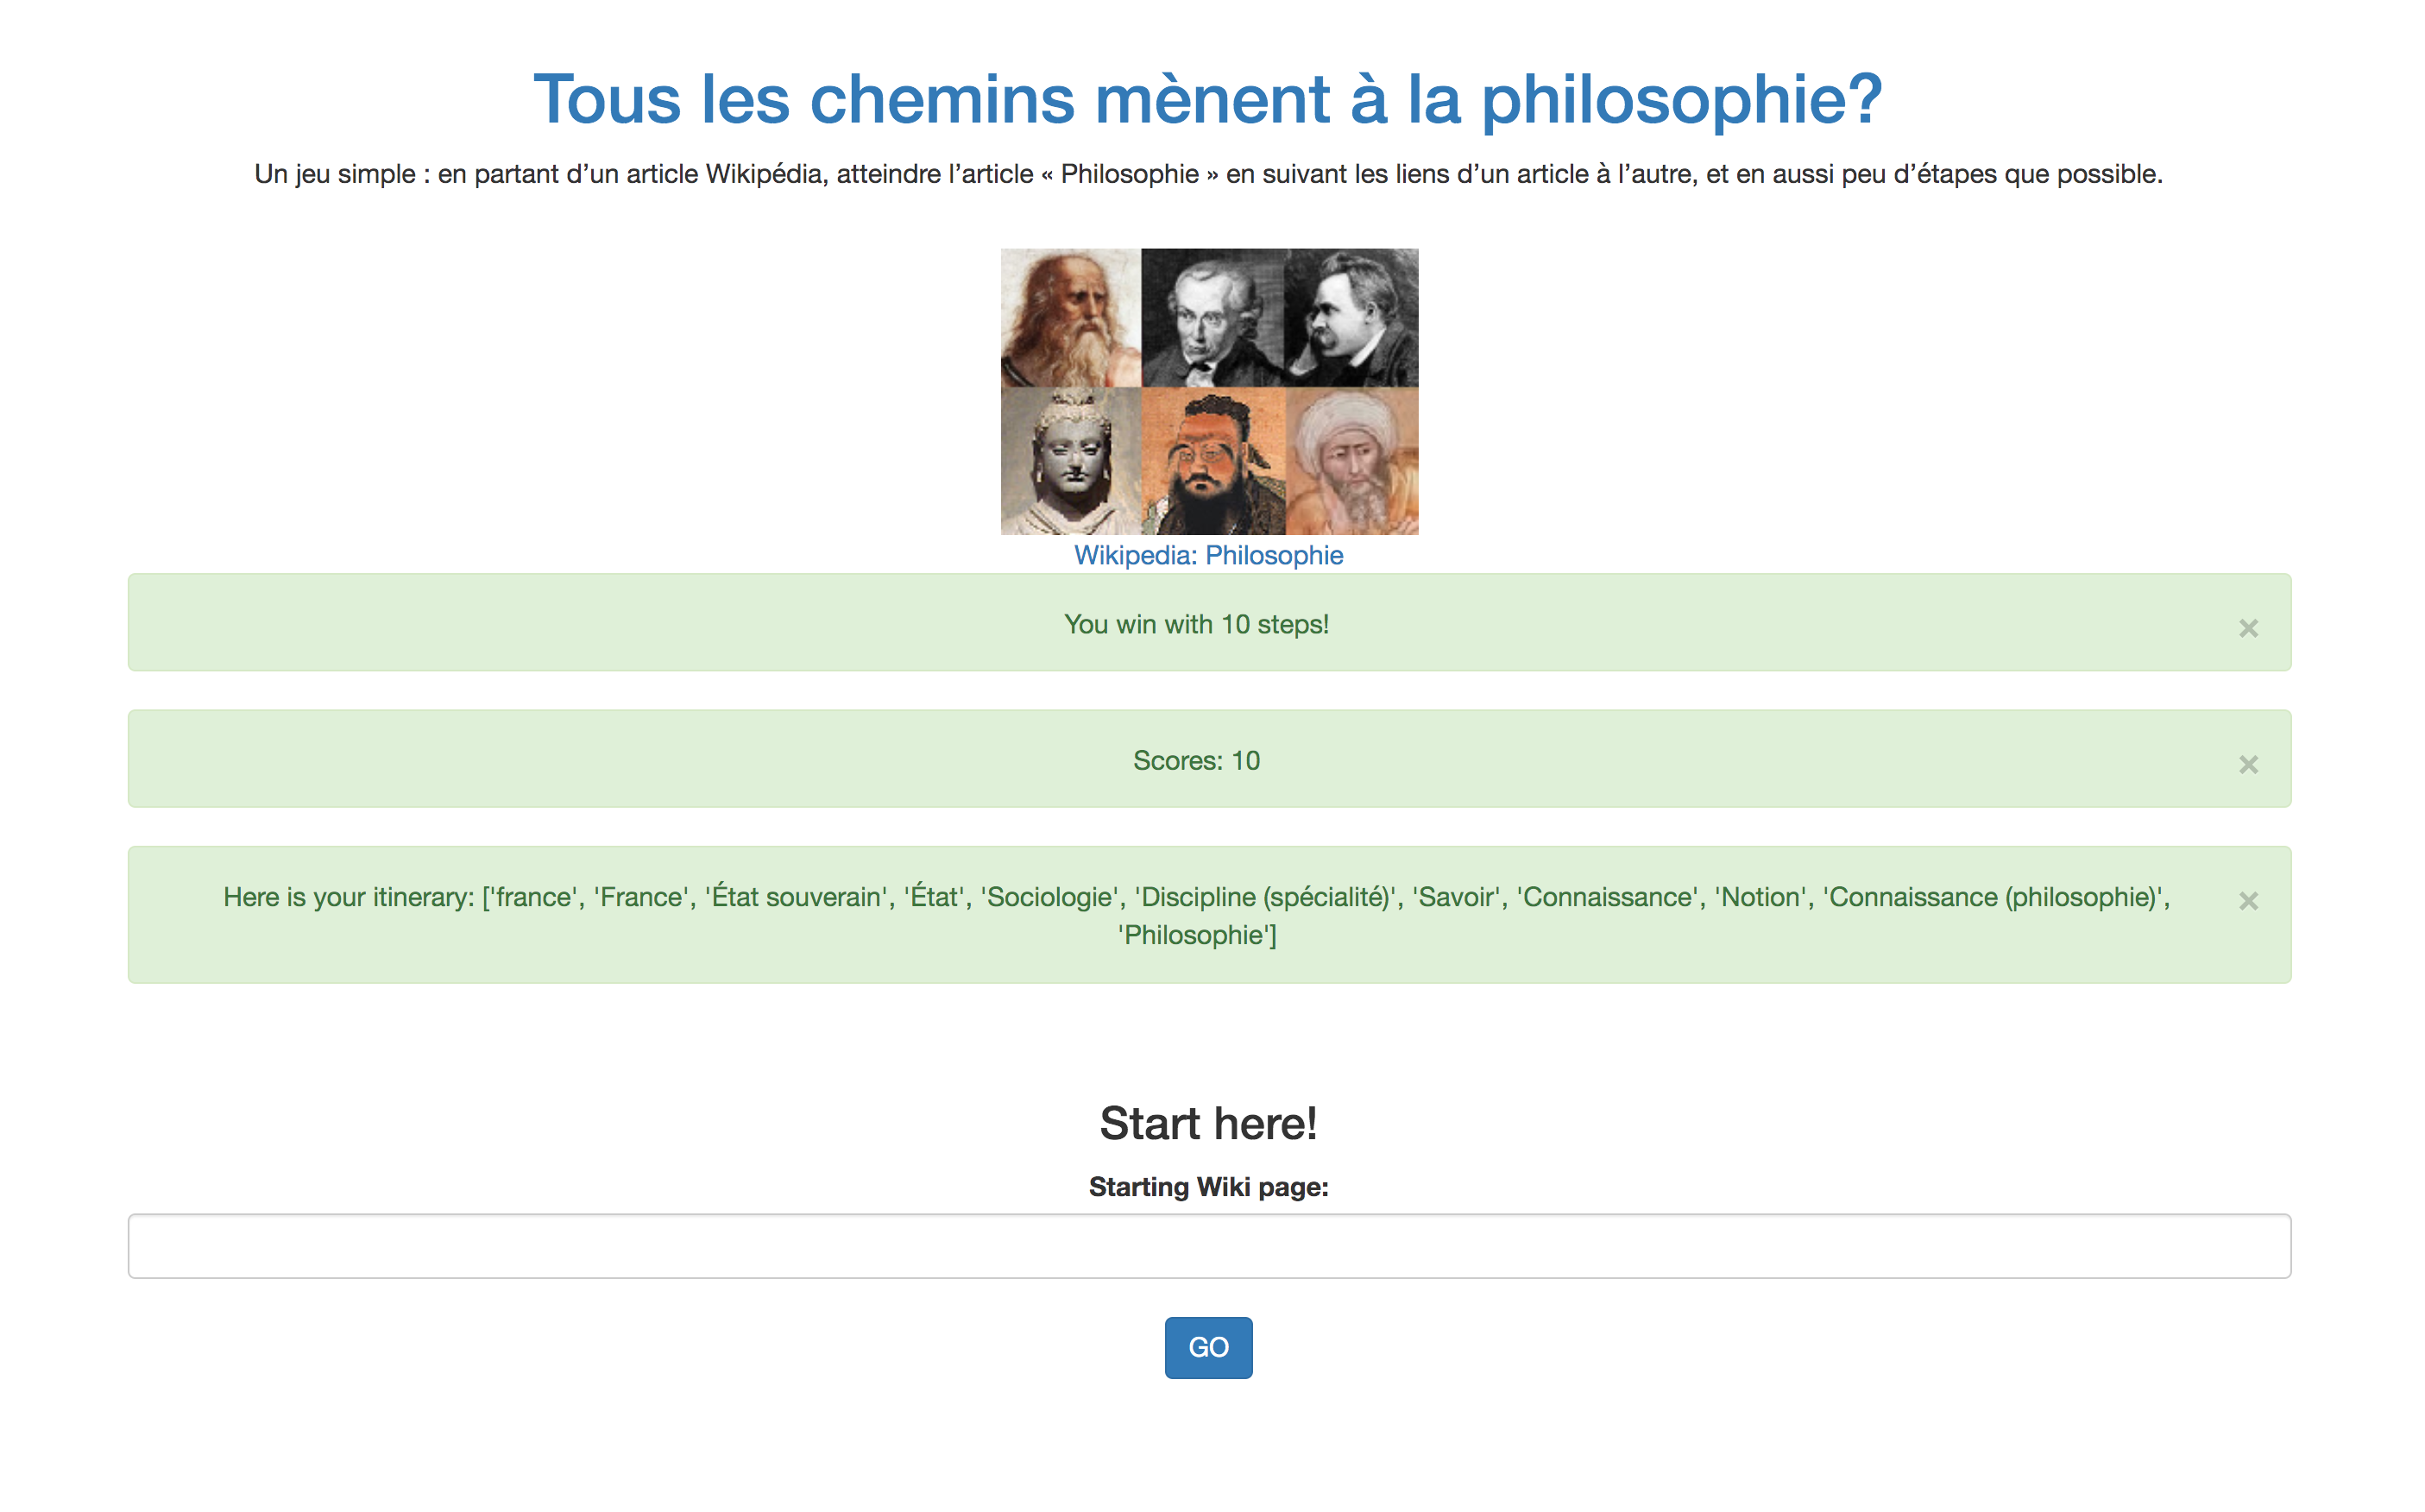 Tous les chemins mènent à la philosophie?
Un jeu simple : en partant d’un article Wikipédia, atteindre l’article « Philosophie » en suivant les liens d’un article à l’autre, et en aussi peu d’étapes que possible.
Wikipedia: Philosophie
You win with 10 steps!
×
Scores: 10
×
Here is your itinerary: ['france', 'France', 'État souverain', 'État', 'Sociologie', 'Discipline (spécialité)', 'Savoir', 'Connaissance', 'Notion', 'Connaissance (philosophie)',
'Philosophie']
×
Start here!
Starting Wiki page:
GO